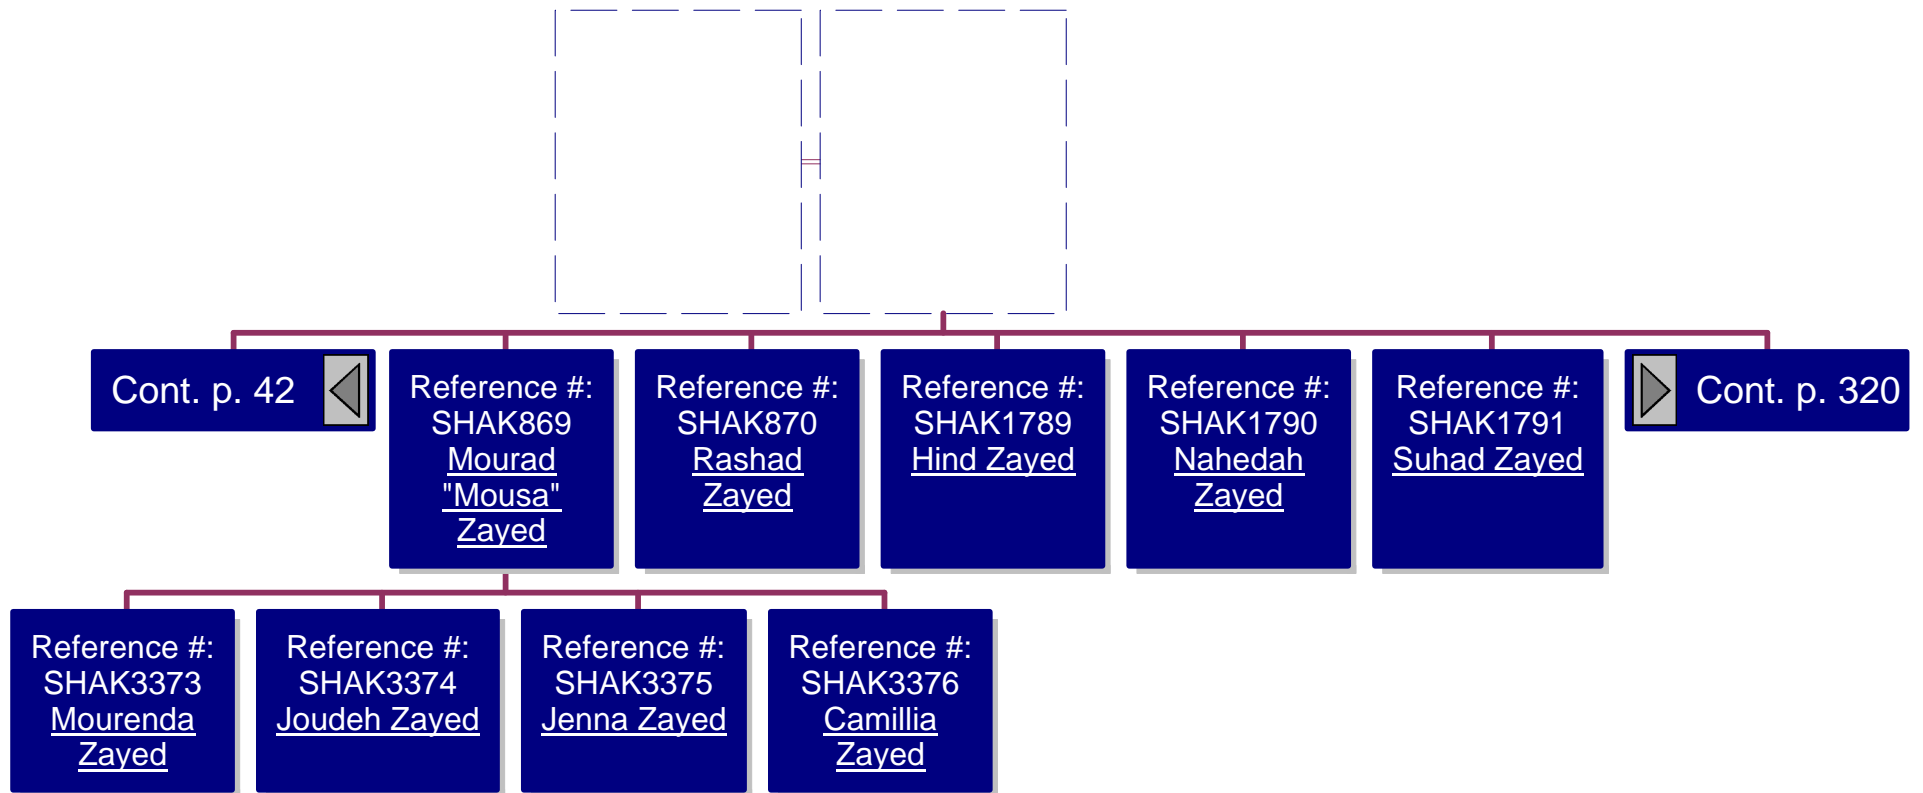 Cont. p. 42
Reference #:
SHAK869
Mourad
"Mousa"
Zayed
Reference #:
SHAK870
Rashad
Zayed
Reference #:
SHAK1789
Hind Zayed
Reference #:
SHAK1790
Nahedah
Zayed
Reference #:
SHAK1791
Suhad Zayed
Cont. p. 320
Reference #:
SHAK3373
Mourenda
Zayed
Reference #:
SHAK3374
Joudeh Zayed
Reference #:
SHAK3375
Jenna Zayed
Reference #:
SHAK3376
Camillia
Zayed